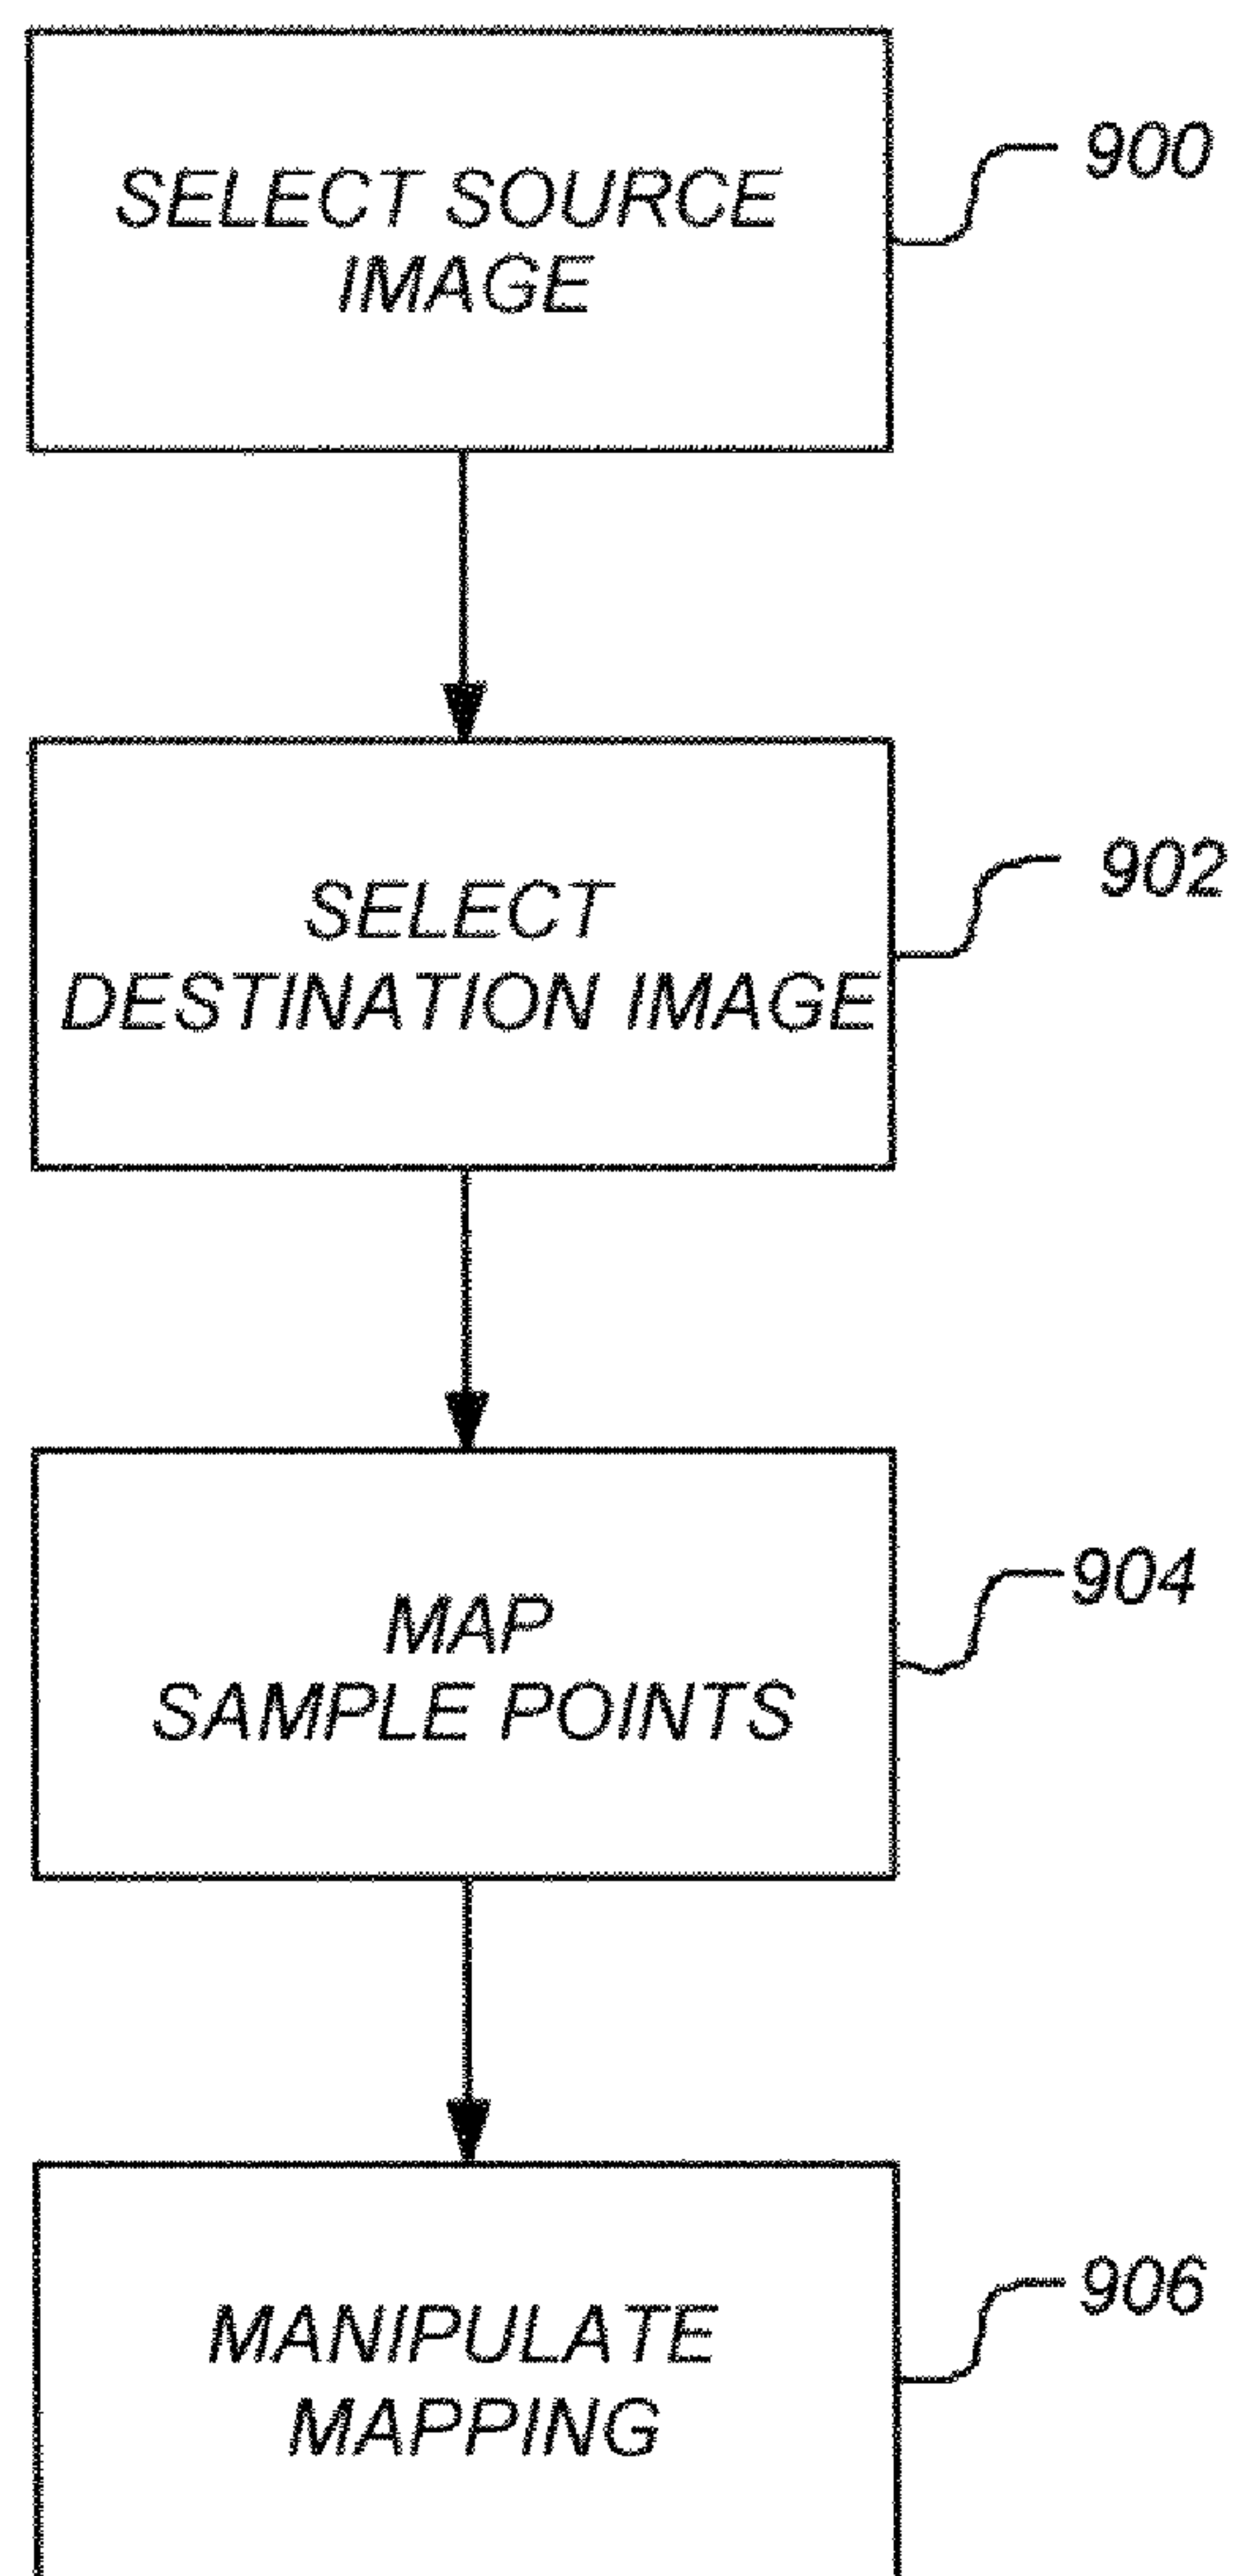 SELECT SOURCE
IMAGE
900
SELECT
DESTINATION IMAGE
902
MAP
SAMPLE POINTS
904
MANIPULATE
MAPPING
906